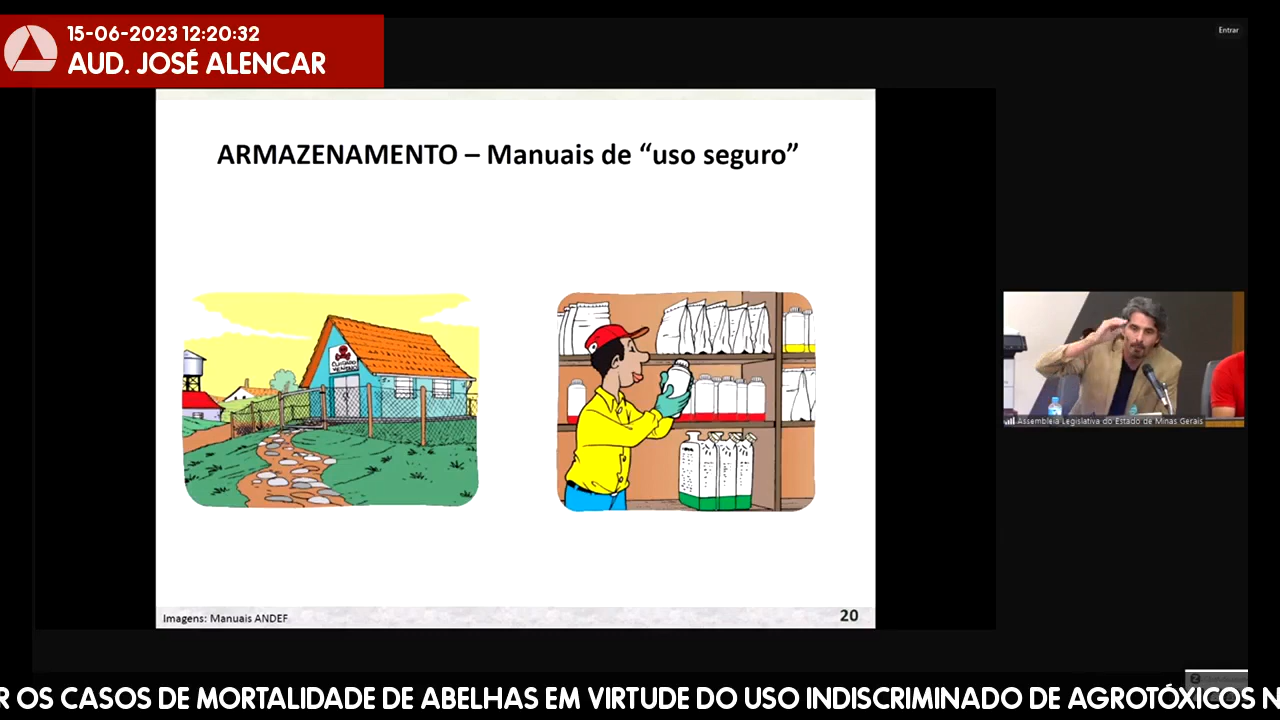 15-06-2023 12:20:32
AUD. JOSÉ ALENCAR
Entrar
ARMAZENAMENTO – Manuais de “uso seguro”
CUIDADO
VENENO
Assembleia Legislativa do Estado de Minas Gerais
Imagens: Manuais ANDEF
20
R OS CASOS DE MORTALIDADE DE ABELHAS EM VIRTUDE DO USO INDISCRIMINADO DE AGROTÓXICOS N